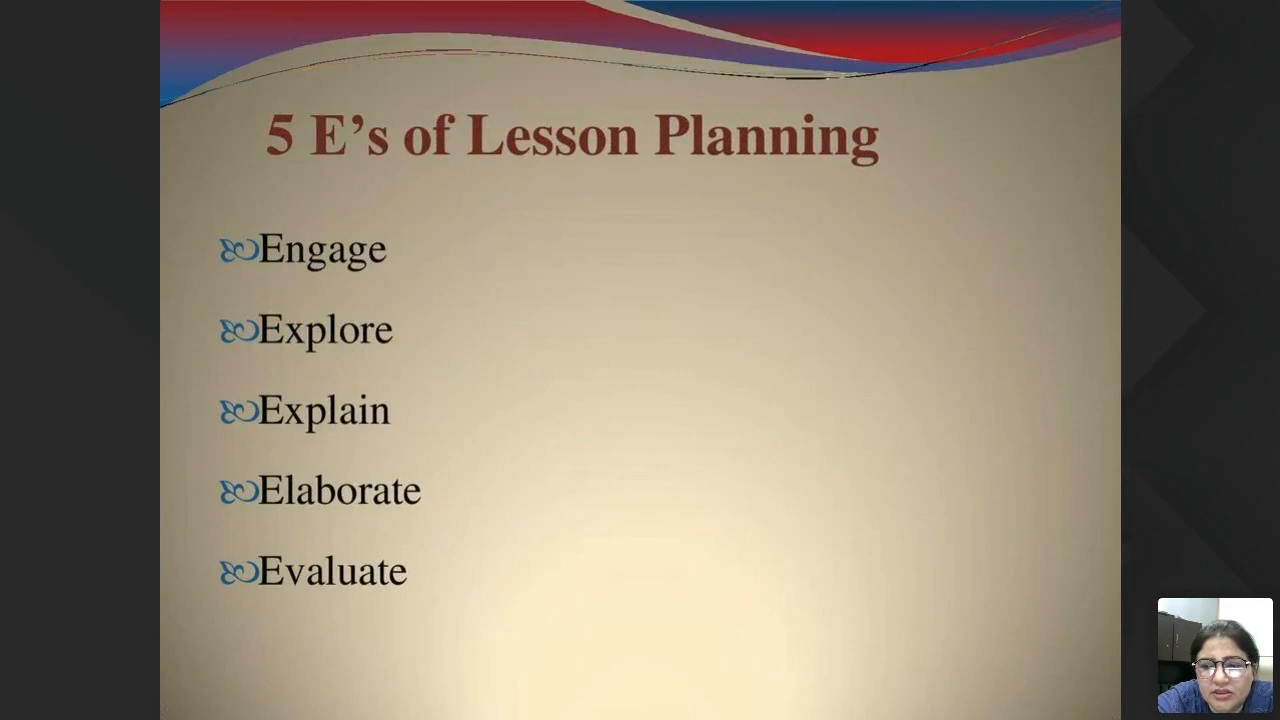 5 E’s of Lesson Planning
Engage
Explore
Explain
Elaborate
Evaluate